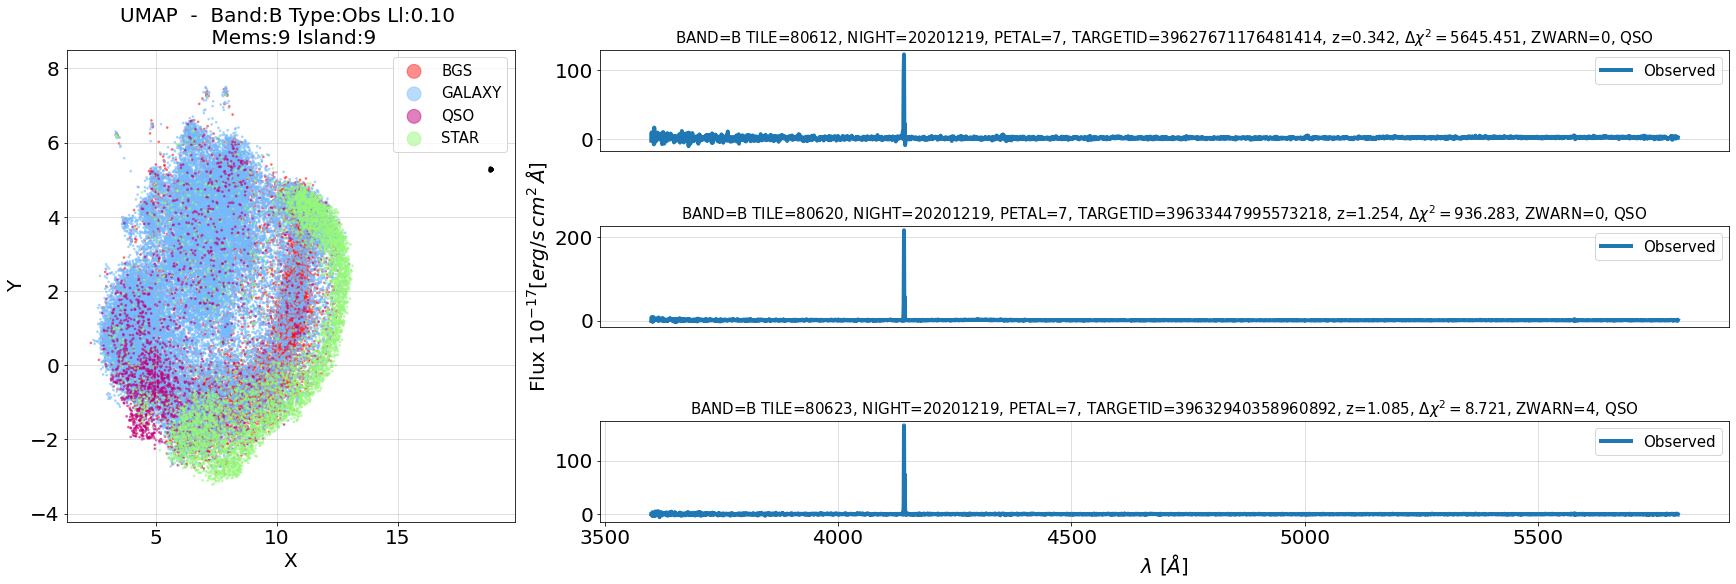 UMAP - Band:B Type:Obs Ll:0.10
Mems:9 Island:9
8
6
4
2
0
−2
−4
Y
5
10
15
X
BGS
GALAXY
QSO
STAR
Flux 10⁻¹⁷[erg/s cm² Å]
BAND=B TILE=80612, NIGHT=20201219, PETAL=7, TARGETID=39627671176481414, z=0.342, Δχ² = 5645.451, ZWARN=0, QSO
100
0
Observed
BAND=B TILE=80620, NIGHT=20201219, PETAL=7, TARGETID=39633447995573218, z=1.254, Δχ² = 936.283, ZWARN=0, QSO
200
0
Observed
BAND=B TILE=80623, NIGHT=20201219, PETAL=7, TARGETID=39632940358960892, z=1.085, Δχ² = 8.721, ZWARN=4, QSO
100
0
Observed
3500
4000
4500
5000
5500
λ [Å]